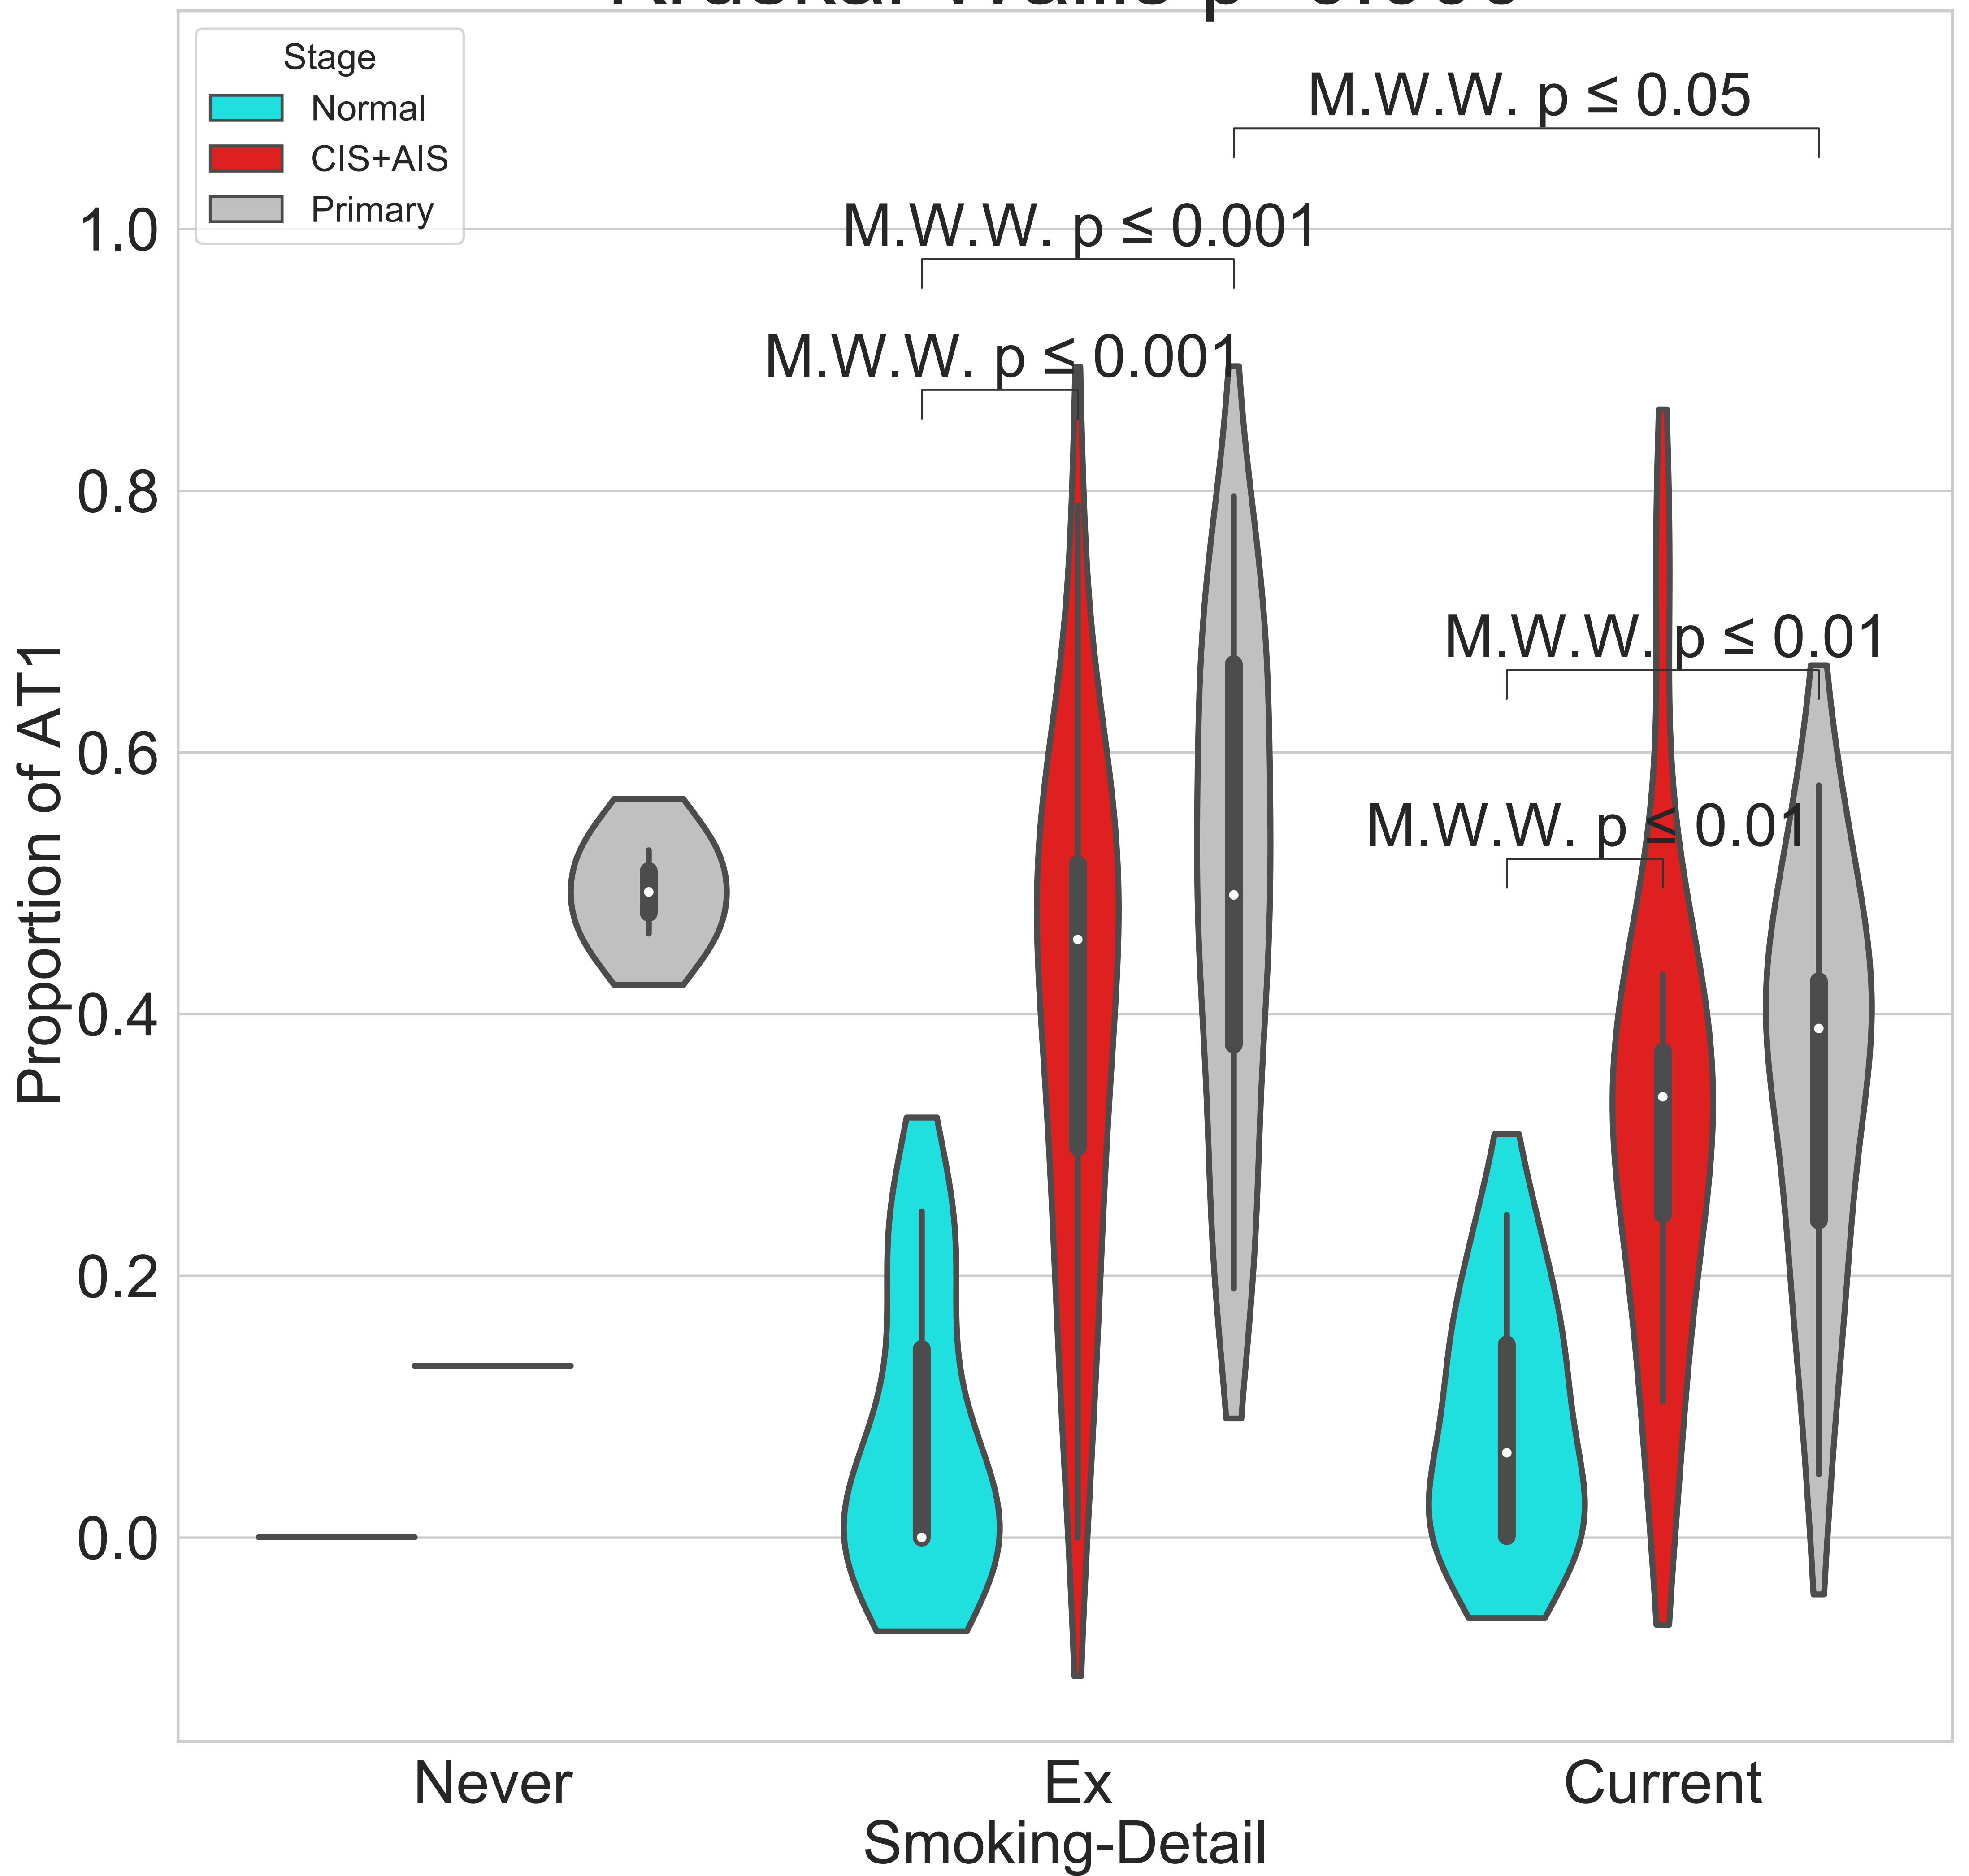 Stage
Normal
CIS+AIS
Primary
M.W.W. p ≤ 0.05
M.W.W. p ≤ 0.001
M.W.W. p ≤ 0.001
M.W.W. p ≤ 0.01
M.W.W. p ≤ 0.01
Proportion of AT1
1.0
0.8
0.6
0.4
0.2
0.0
Never
Ex
Current
Smoking-Detail